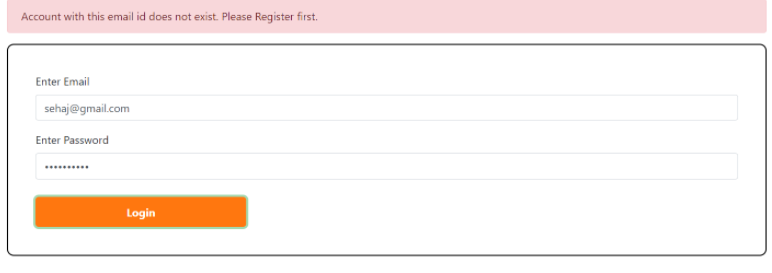 Account with this email id does not exist. Please Register first.
Enter Email
sehaj@gmail.com
Enter Password
••••••••••
Login